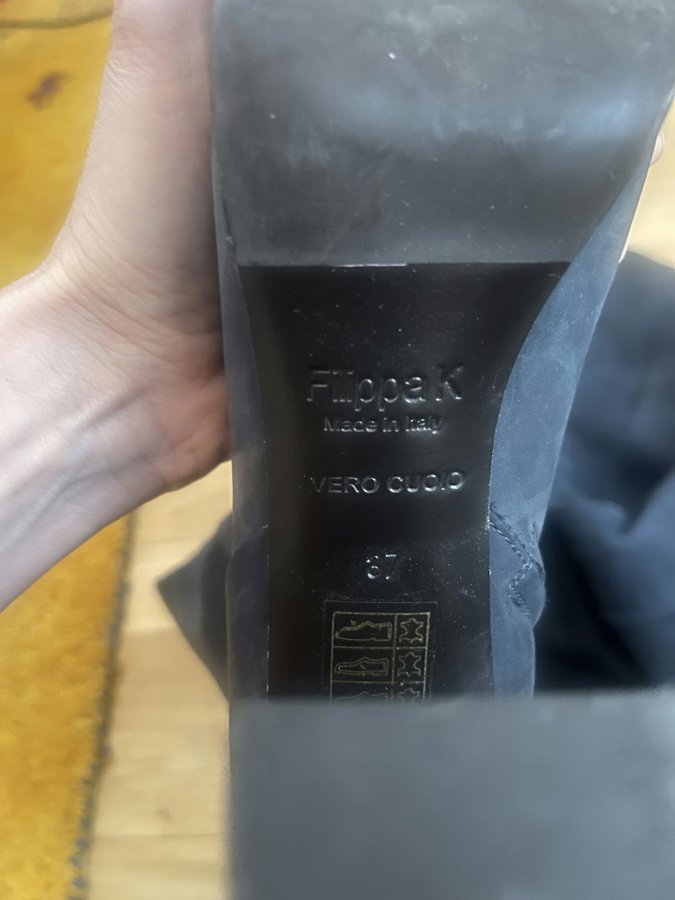 Filippa K
Made in Italy
VERO CUOIO
37